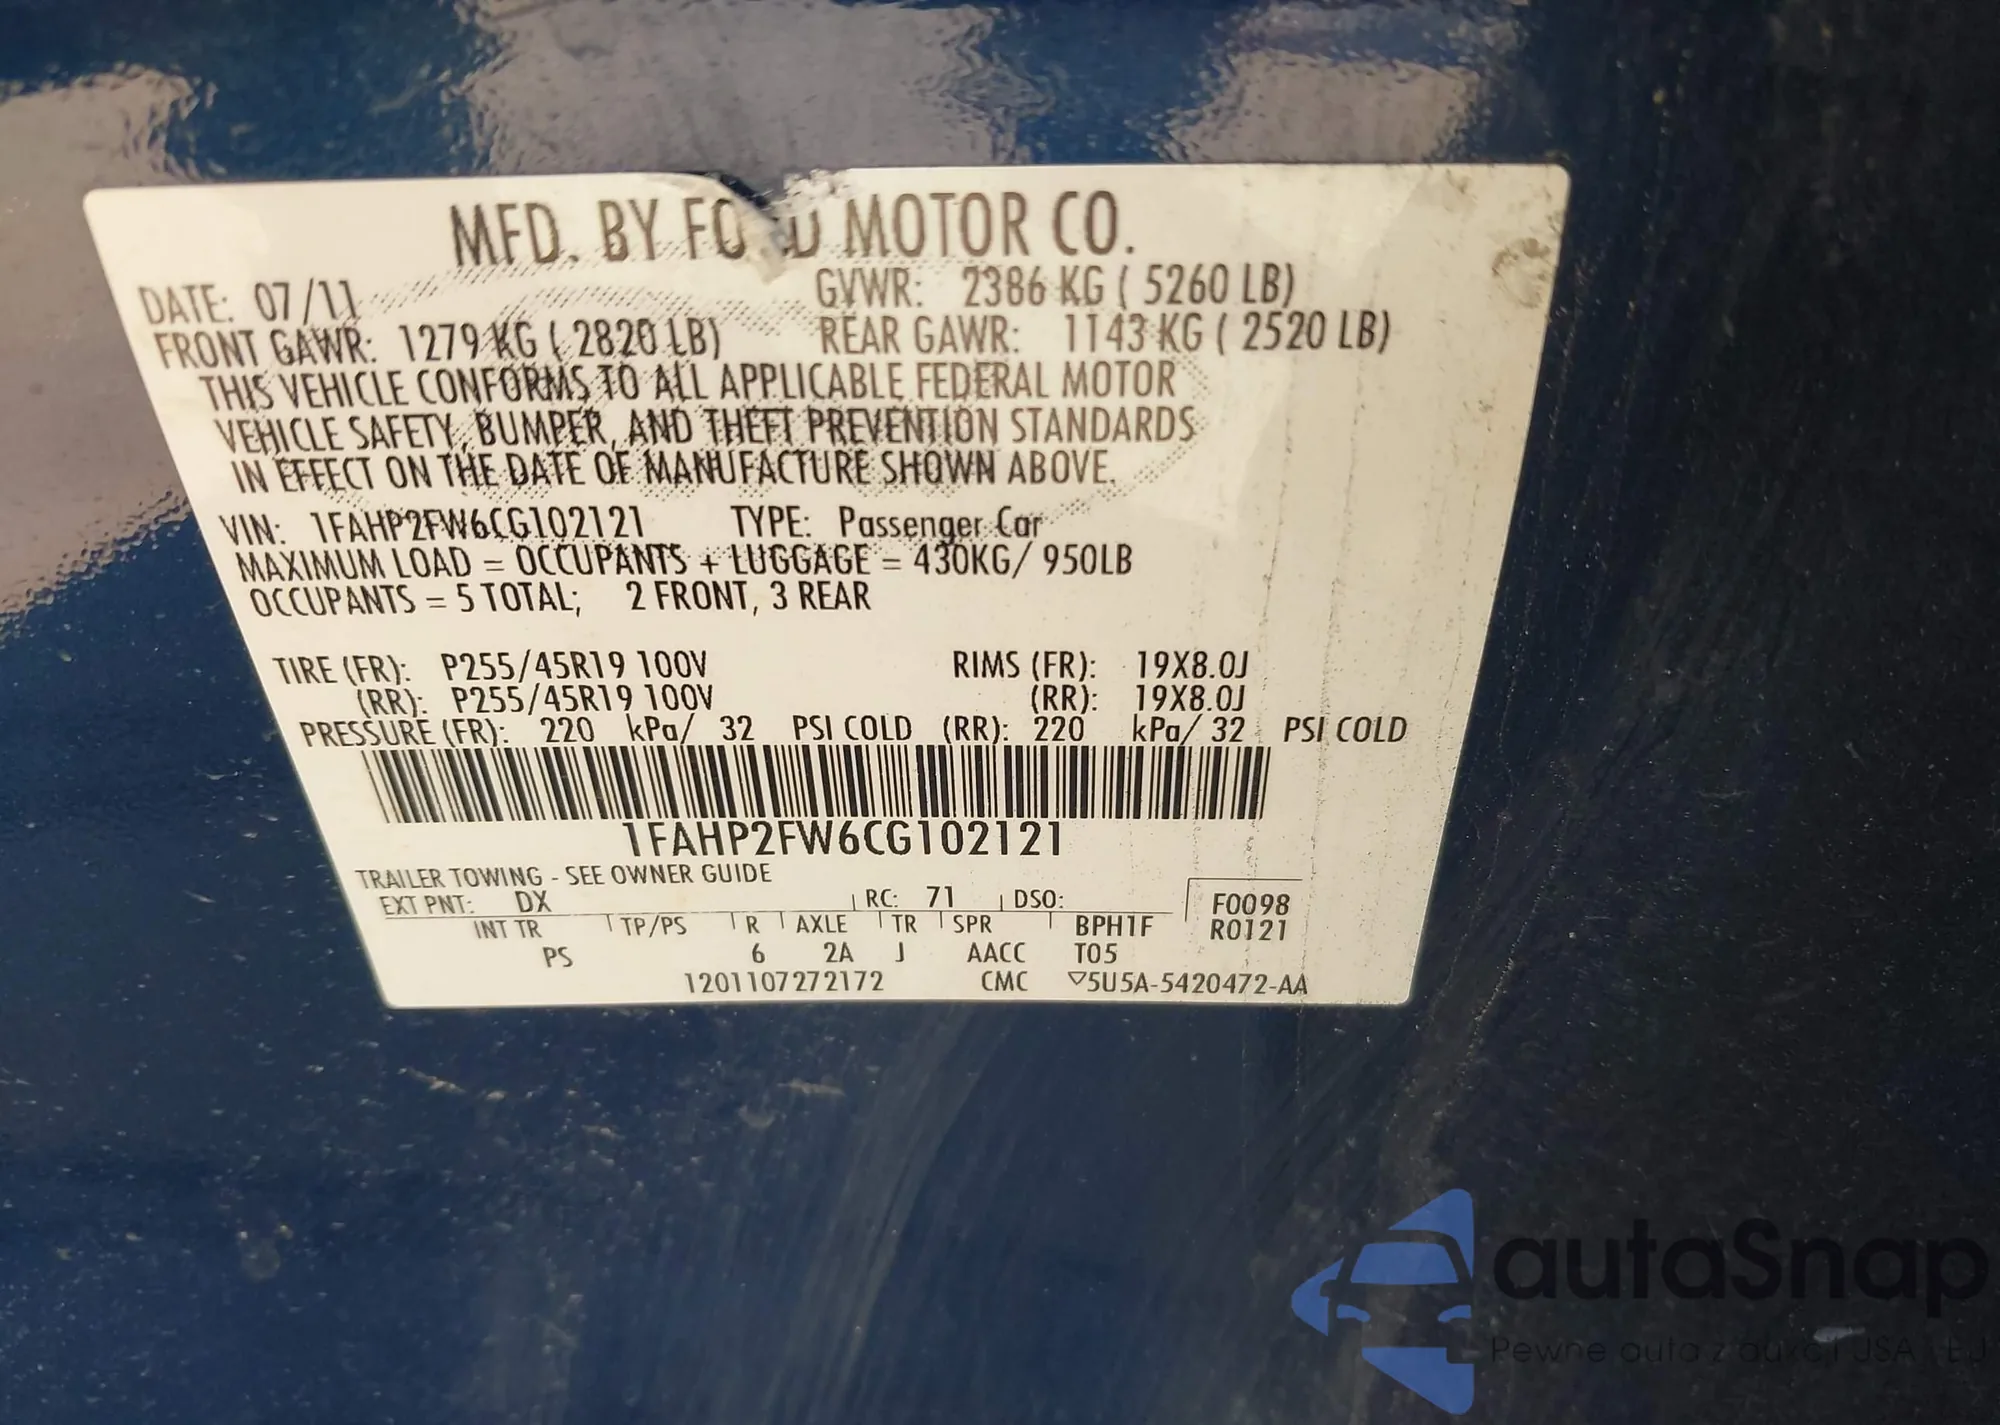 MFD. BY FORD MOTOR CO.
DATE: 07/11 GVWR: 2386 KG ( 5260 LB)
FRONT GAWR: 1279 KG ( 2820 LB) REAR GAWR: 1143 KG ( 2520 LB)
THIS VEHICLE CONFORMS TO ALL APPLICABLE FEDERAL MOTOR
VEHICLE SAFETY, BUMPER, AND THEFT PREVENTION STANDARDS
IN EFFECT ON THE DATE OF MANUFACTURE SHOWN ABOVE.
VIN: 1FAHP2FW6CG102121 TYPE: Passenger Car
MAXIMUM LOAD = OCCUPANTS + LUGGAGE = 430KG/ 950LB
OCCUPANTS = 5 TOTAL; 2 FRONT, 3 REAR
TIRE (FR): P255/45R19 100V RIMS (FR): 19X8.0J
(RR): P255/45R19 100V (RR): 19X8.0J
PRESSURE (FR): 220 kPa/ 32 PSI COLD (RR): 220 kPa/ 32 PSI COLD
1FAHP2FW6CG102121
TRAILER TOWING - SEE OWNER GUIDE
EXT PNT: DX RC: 71 DSO: F0098
INT TR TP/PS R AXLE TR SPR BPH1F R0121
PS 6 2A J AACC T05
1201107272172 CMC ▽5U5A-5420472-AA
autaSnap
Pewne auta z aukcji USA i EU